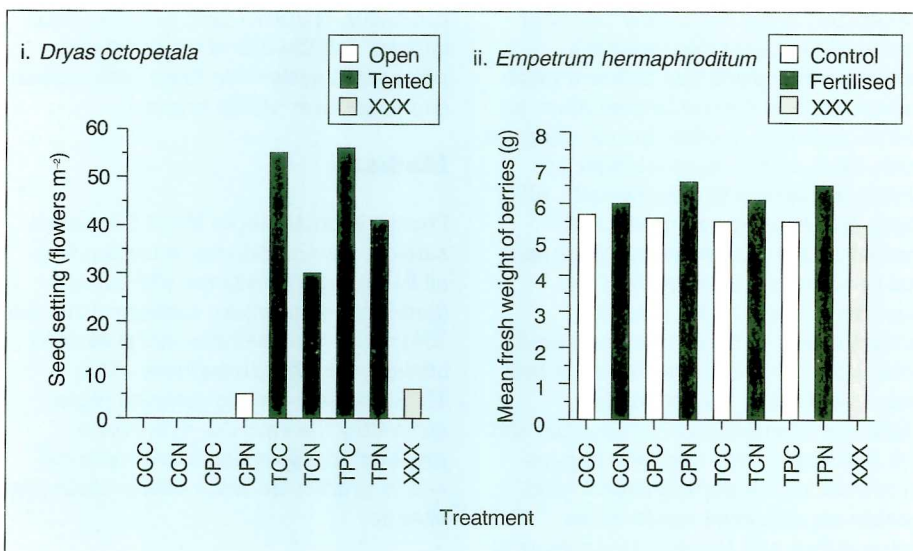 i. Dryas octopetala
Open
Tented
XXX
Seed setting (flowers m⁻²)
60
50
40
30
20
10
0
CCC
CCN
CPC
CPN
TCC
TCN
TPC
TPN
XXX
ii. Empetrum hermaphroditum
Control
Fertilised
XXX
Mean fresh weight of berries (g)
8
7
6
5
4
3
2
1
0
CCC
CCN
CPC
CPN
TCC
TCN
TPC
TPN
XXX
Treatment